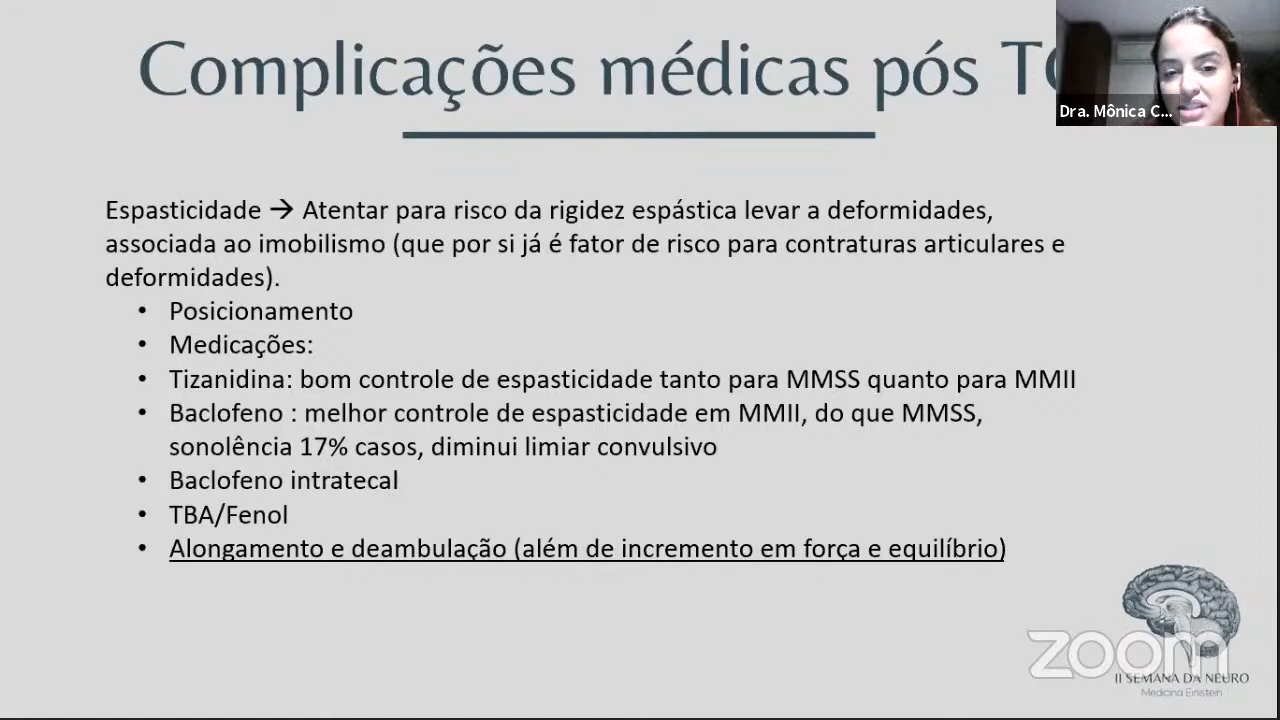 Complicações médicas pós
Dra. Mônica C...
Espasticidade → Atentar para risco da rigidez espástica levar a deformidades,
associada ao imobilismo (que por si já é fator de risco para contraturas articulares e
deformidades).
• Posicionamento
• Medicações:
• Tizanidina: bom controle de espasticidade tanto para MMSS quanto para MMII
• Baclofeno : melhor controle de espasticidade em MMII, do que MMSS,
sonolência 17% casos, diminui limiar convulsivo
• Baclofeno intratecal
• TBA/Fenol
• Alongamento e deambulação (além de incremento em força e equilíbrio)
zoom
II SEMANA DA NEURO
Medicina Einstein